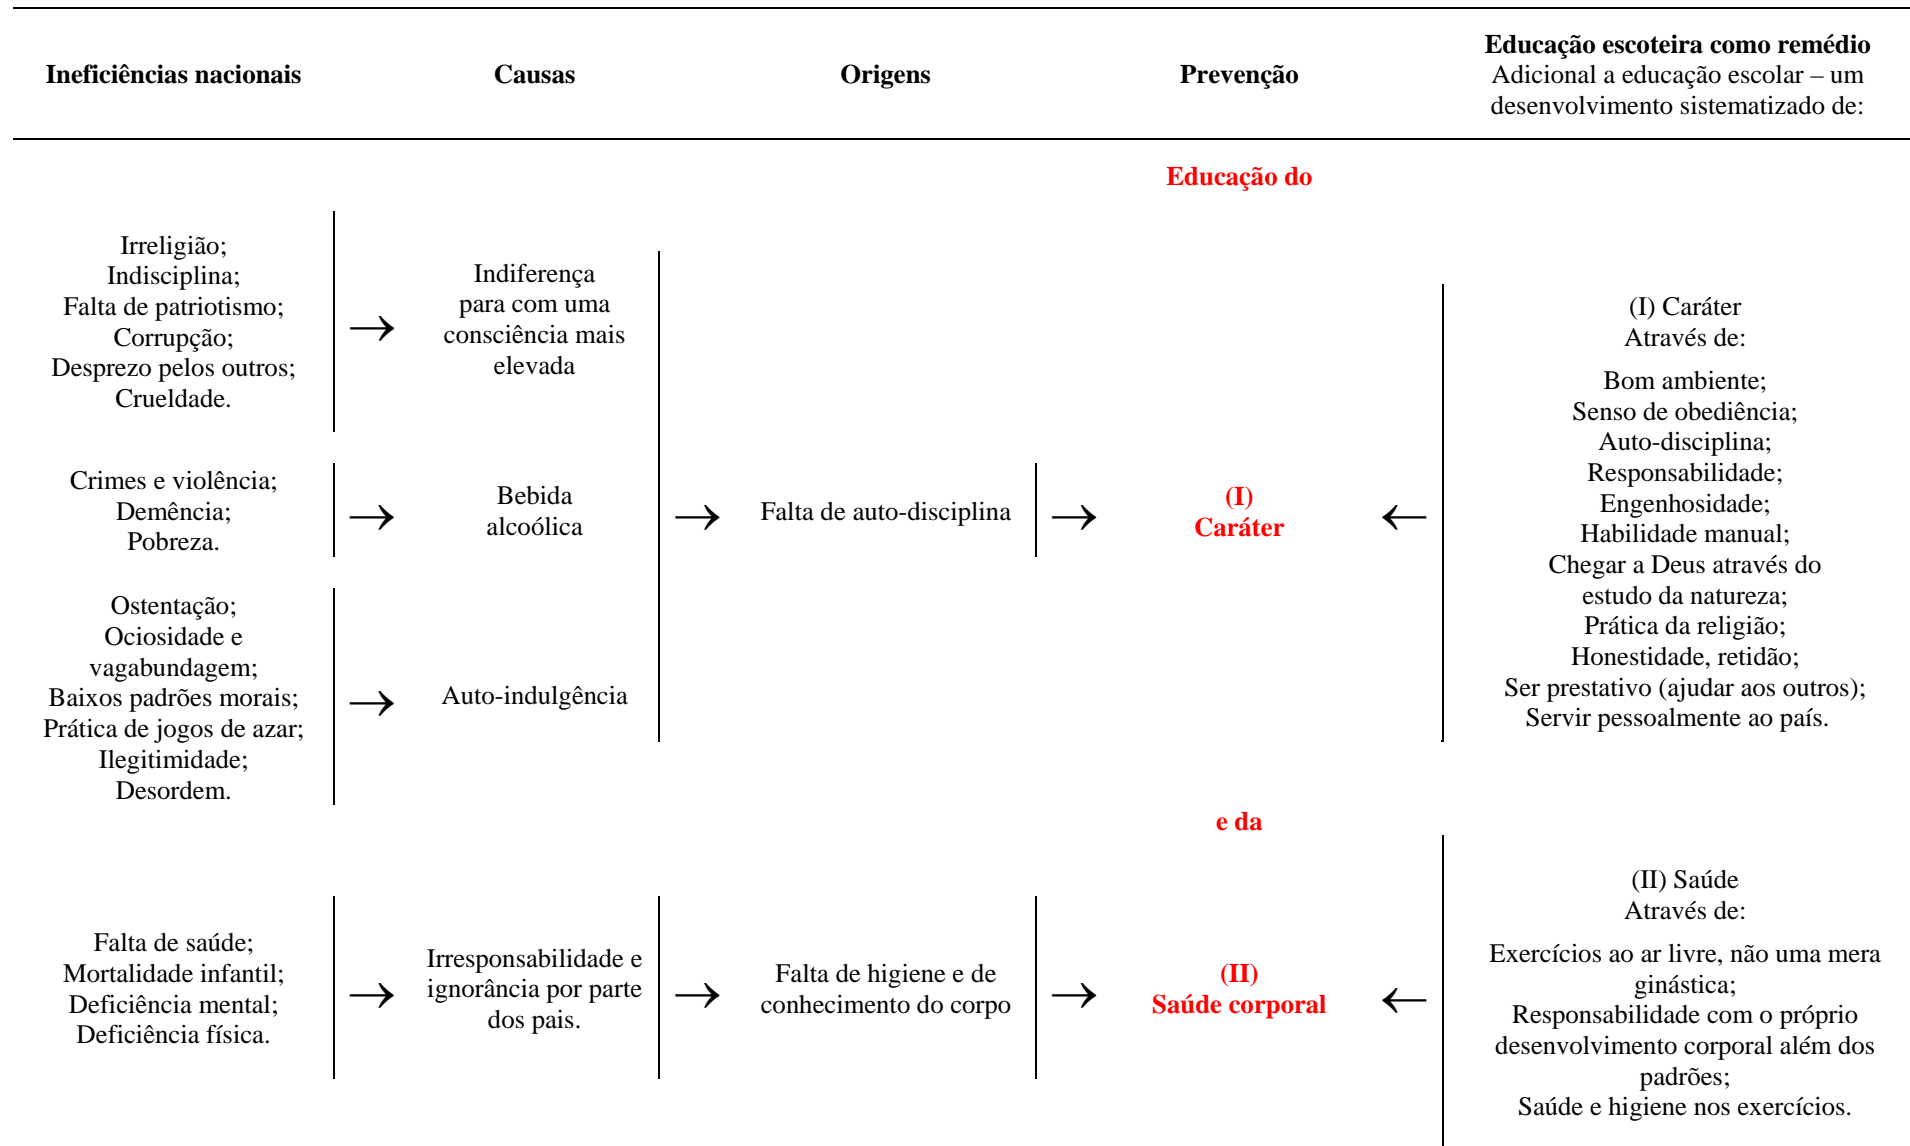 Ineficiências nacionais
Causas
Origens
Prevenção
Educação escoteira como remédio
Adicional a educação escolar – um
desenvolvimento sistematizado de:
Educação do
Irreligião;
Indisciplina;
Falta de patriotismo;
Corrupção;
Desprezo pelos outros;
Crueldade.
→
Indiferença
para com uma
consciência mais
elevada
Crimes e violência;
Demência;
Pobreza.
→
Bebida
alcoólica
Ostentação;
Ociosidade e
vagabundagem;
Baixos padrões morais;
Prática de jogos de azar;
Ilegitimidade;
Desordem.
→
Auto-indulgência
→
Falta de auto-disciplina
→
(I)
Caráter
←
(I) Caráter
Através de:
Bom ambiente;
Senso de obediência;
Auto-disciplina;
Responsabilidade;
Engenhosidade;
Habilidade manual;
Chegar a Deus através do
estudo da natureza;
Prática da religião;
Honestidade, retidão;
Ser prestativo (ajudar aos outros);
Servir pessoalmente ao país.
e da
Falta de saúde;
Mortalidade infantil;
Deficiência mental;
Deficiência física.
→
Irresponsabilidade e
ignorância por parte
dos pais.
→
Falta de higiene e de
conhecimento do corpo
→
(II)
Saúde corporal
←
(II) Saúde
Através de:
Exercícios ao ar livre, não uma mera
ginástica;
Responsabilidade com o próprio
desenvolvimento corporal além dos
padrões;
Saúde e higiene nos exercícios.